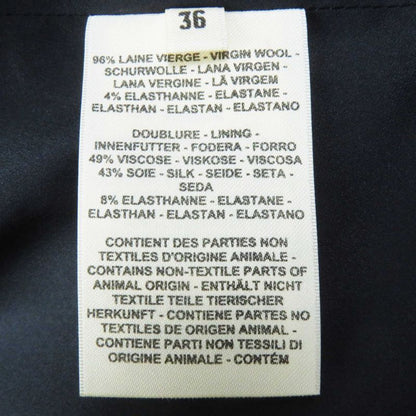 36
96% LAINE VIERGE - VIRGIN WOOL -
SCHURWOLLE - LANA VIRGEN -
LANA VERGINE - LÃ VIRGEM
4% ELASTHANNE - ELASTANE -
ELASTHAN - ELASTAN - ELASTANO
DOUBLURE - LINING -
INNENFUTTER - FODERA - FORRO
49% VISCOSE - VISKOSE - VISCOSA
43% SOIE - SILK - SEIDE - SETA -
SEDA
8% ELASTHANNE - ELASTANE -
ELASTHAN - ELASTAN - ELASTANO
CONTIENT DES PARTIES NON
TEXTILES D'ORIGINE ANIMALE -
CONTAINS NON-TEXTILE PARTS OF
ANIMAL ORIGIN - ENTHÄLT NICHT
TEXTILE TEILE TIERISCHER
HERKUNFT - CONTIENE PARTES NO
TEXTILES DE ORIGEN ANIMAL -
CONTIENE PARTI NON TESSILI DI
ORIGINE ANIMALE - CONTÉM